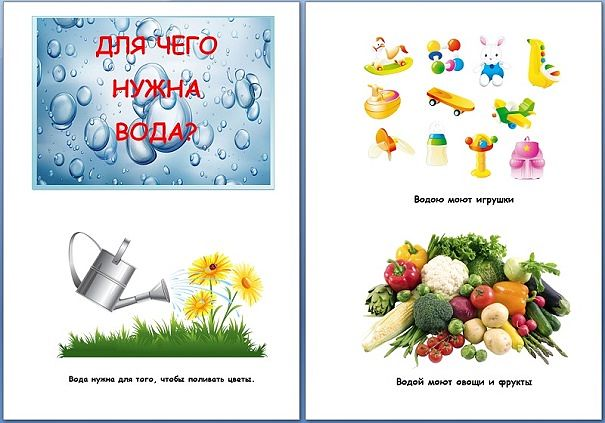 ДЛЯ ЧЕГО
НУЖНА
ВОДА?
Вода нужна для того, чтобы поливать цветы.
Водою моют игрушки
Водой моют овощи и фрукты